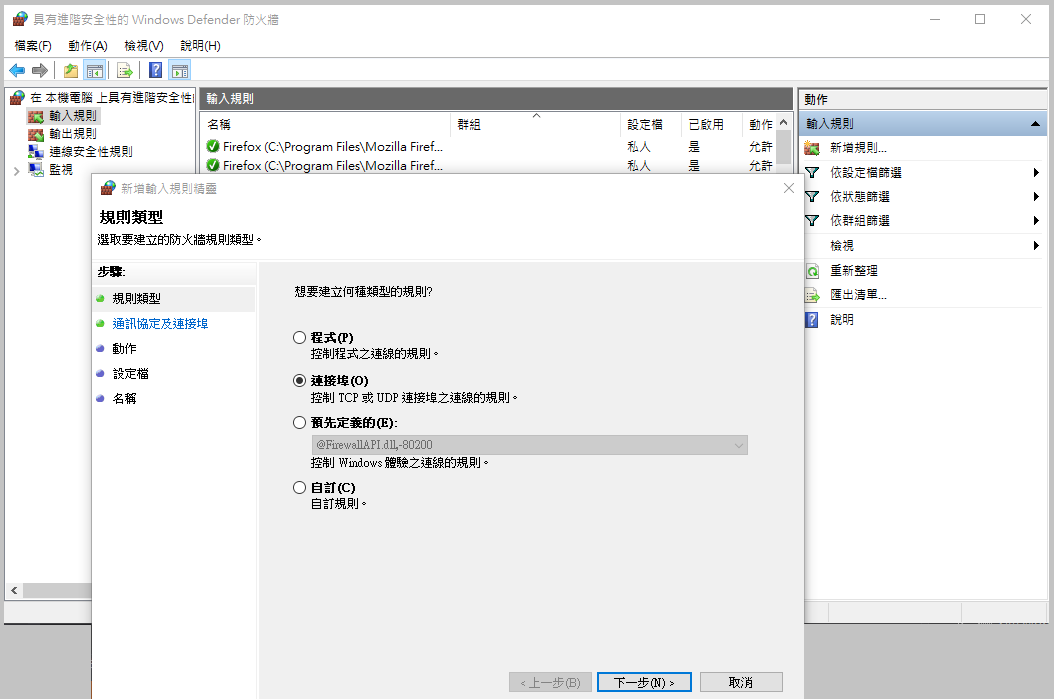 具有進階安全性的 Windows Defender 防火牆
檔案(F) 動作(A) 檢視(V) 說明(H)
在 本機電腦 上具有進階安全性
輸入規則
輸出規則
連線安全性規則
監視
輸入規則
名稱 群組 設定檔 已啟用 動作
Firefox (C:\Program Files\Mozilla Firef... 私人 是 允許
Firefox (C:\Program Files\Mozilla Firef... 私人 是 允許
動作
輸入規則
新增規則...
依設定檔篩選
依狀態篩選
依群組篩選
檢視
重新整理
匯出清單...
說明
新增輸入規則精靈
規則類型
選取要建立的防火牆規則類型。
步驟:
規則類型
通訊協定及連接埠
動作
設定檔
名稱
想要建立何種類型的規則?
程式(P)
控制程式之連線的規則。
連接埠(O)
控制 TCP 或 UDP 連接埠之連線的規則。
預先定義的(E):
@FirewallAPI.dll,-80200
控制 Windows 體驗之連線的規則。
自訂(C)
自訂規則。
< 上一步(B) 下一步(N) > 取消